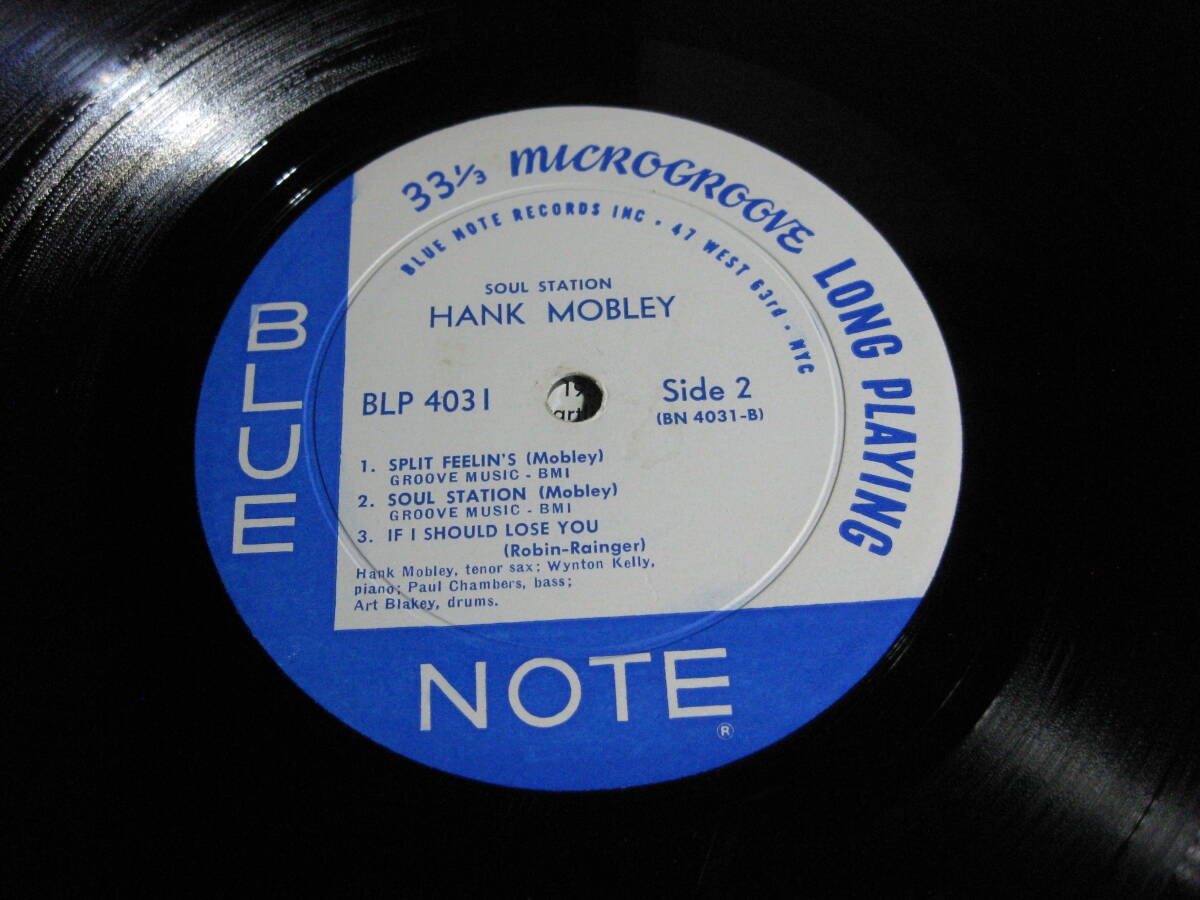 33⅓ MICROGROOVE LONG PLAYING
BLUE NOTE RECORDS INC • 47 WEST 63rd • NYC
SOUL STATION
HANK MOBLEY
BLP 4031
Side 2
(BN 4031-B)
1. SPLIT FEELIN'S (Mobley)
GROOVE MUSIC - BMI
2. SOUL STATION (Mobley)
GROOVE MUSIC - BMI
3. IF I SHOULD LOSE YOU
(Robin-Rainger)
Hank Mobley, tenor sax; Wynton Kelly,
piano; Paul Chambers, bass;
Art Blakey, drums.
BLUE
NOTE
®